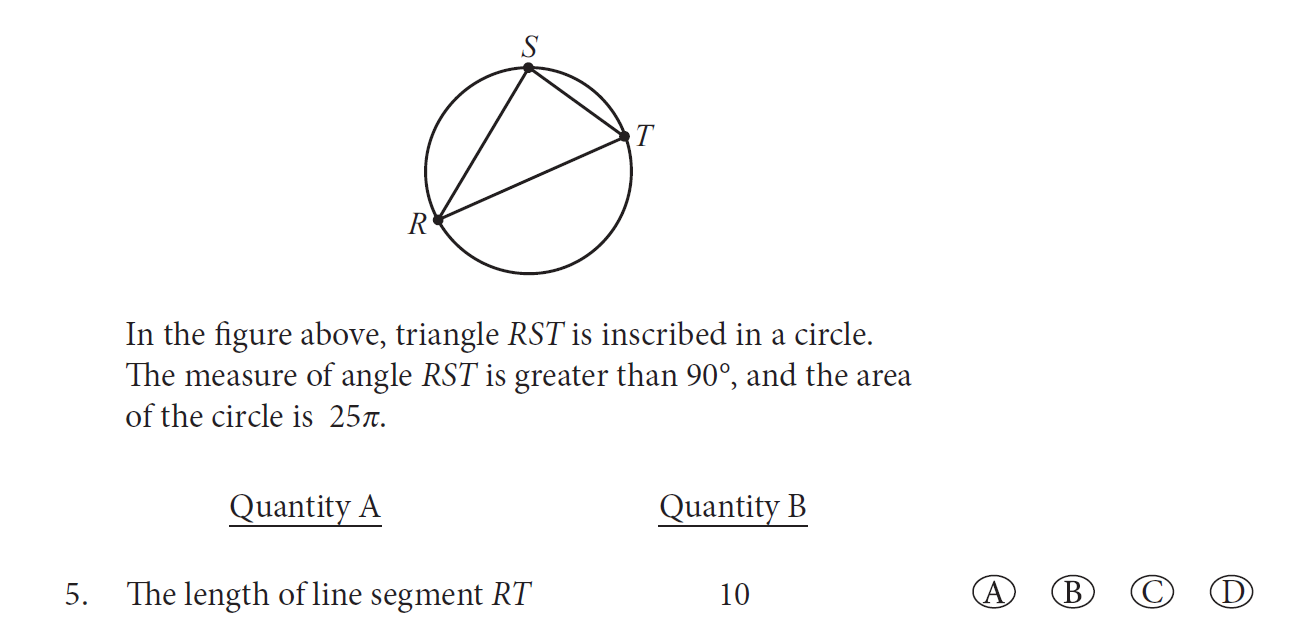 S
T
R
In the figure above, triangle RST is inscribed in a circle.
The measure of angle RST is greater than 90°, and the area
of the circle is 25π.
Quantity A Quantity B
5. The length of line segment RT 10 A B C D